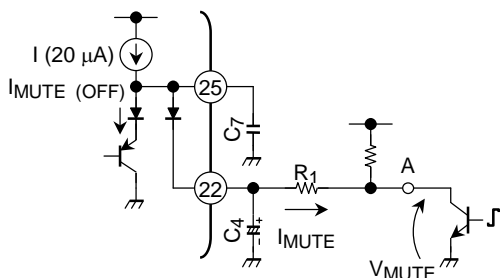 I (20 μA)
IMUTE (OFF)
25
C7
22
C4
+
-
R1
IMUTE
A
VMUTE